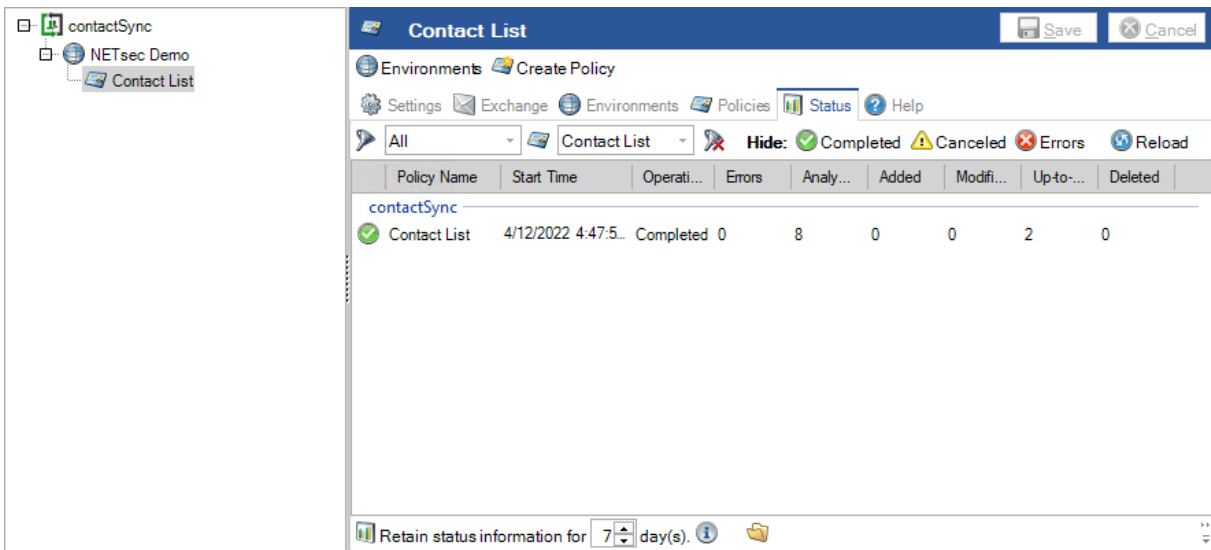 contactSync
NETsec Demo
Contact List
Contact List Save Cancel
Environments Create Policy
Settings Exchange Environments Policies Status Help
All Contact List Hide: Completed Canceled Errors Reload
Policy Name Start Time Operati... Errors Analy... Added Modifi... Up-to-... Deleted
contactSync
Contact List 4/12/2022 4:47:5... Completed 0 8 0 0 2 0
Retain status information for 7 day(s).